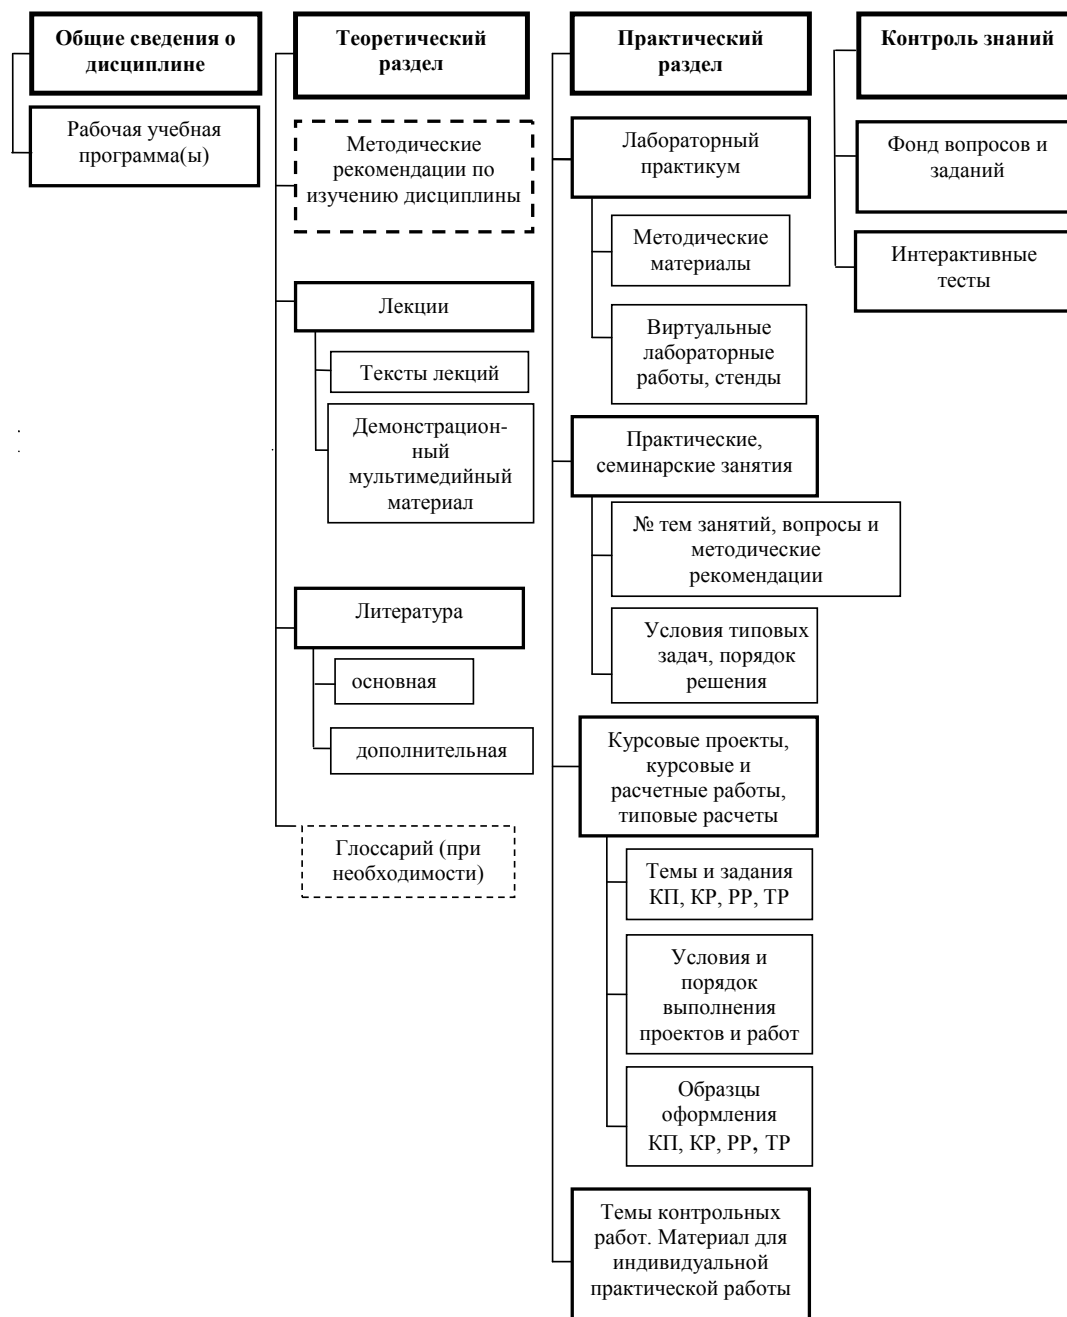 Общие сведения о
дисциплине
Рабочая учебная
программа(ы)
Теоретический
раздел
Методические
рекомендации по
изучению дисциплины
Лекции
Тексты лекций
Демонстрацион-
ный
мультимедийный
материал
Литература
основная
дополнительная
Глоссарий (при
необходимости)
Практический
раздел
Лабораторный
практикум
Методические
материалы
Виртуальные
лабораторные
работы, стенды
Практические,
семинарские занятия
№ тем занятий, вопросы и
методические
рекомендации
Условия типовых
задач, порядок
решения
Курсовые проекты,
курсовые и
расчетные работы,
типовые расчеты
Темы и задания
КП, КР, РР, ТР
Условия и
порядок
выполнения
проектов и работ
Образцы
оформления
КП, КР, РР, ТР
Темы контрольных
работ. Материал для
индивидуальной
практической работы
Контроль знаний
Фонд вопросов и
заданий
Интерактивные
тесты